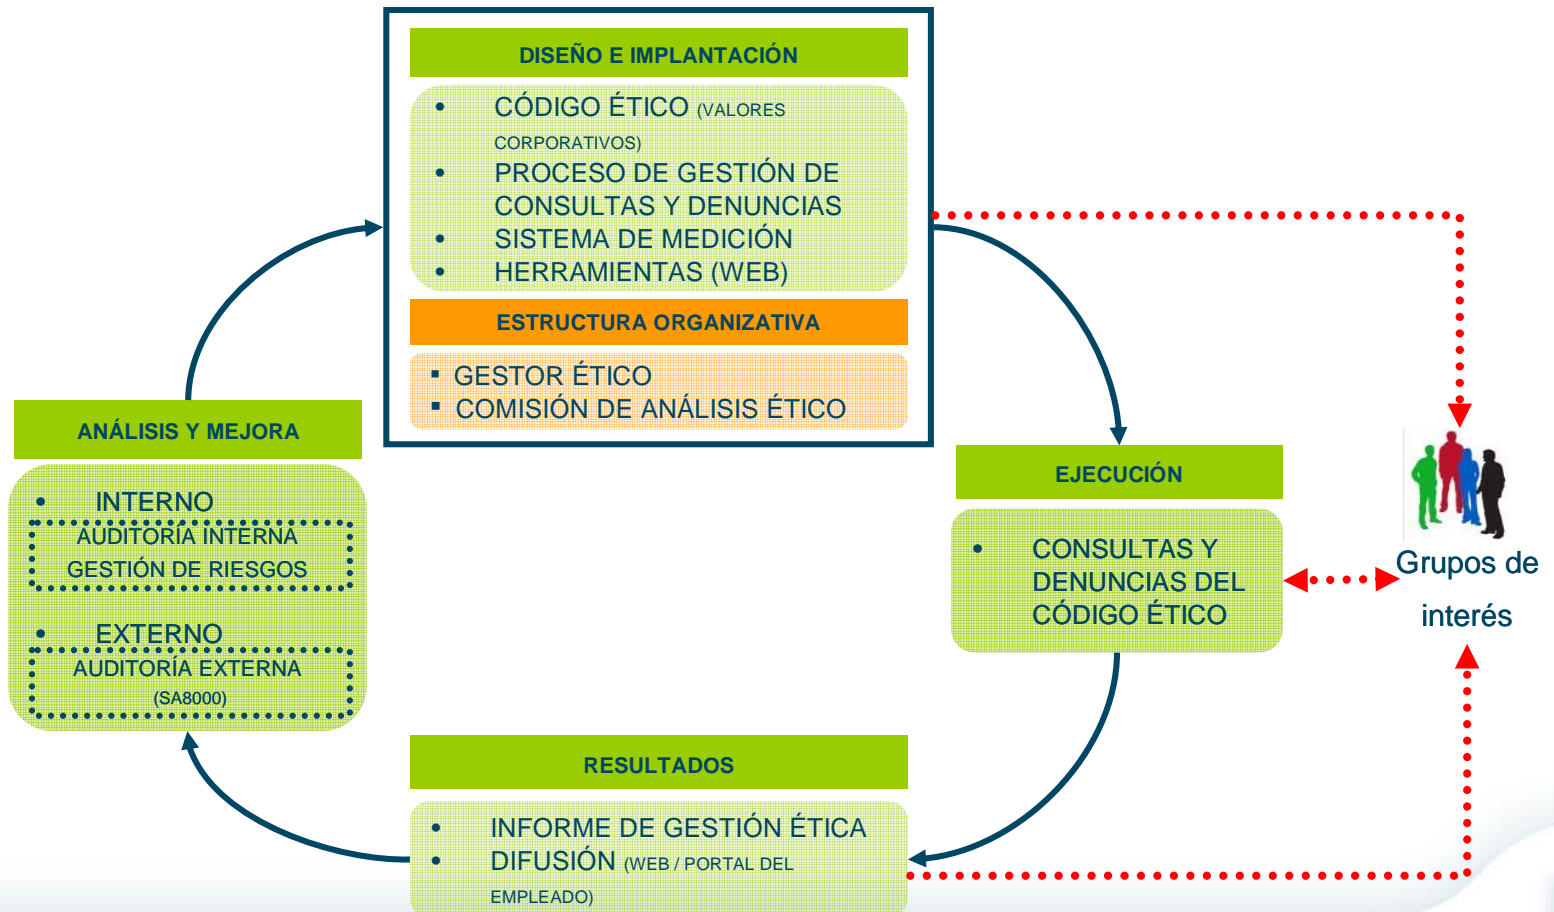 DISEÑO E IMPLANTACIÓN
• CÓDIGO ÉTICO (VALORES
CORPORATIVOS)
• PROCESO DE GESTIÓN DE
CONSULTAS Y DENUNCIAS
• SISTEMA DE MEDICIÓN
• HERRAMIENTAS (WEB)
ESTRUCTURA ORGANIZATIVA
▪ GESTOR ÉTICO
▪ COMISIÓN DE ANÁLISIS ÉTICO
ANÁLISIS Y MEJORA
• INTERNO
AUDITORÍA INTERNA
GESTIÓN DE RIESGOS
• EXTERNO
AUDITORÍA EXTERNA
(SA8000)
EJECUCIÓN
• CONSULTAS Y
DENUNCIAS DEL
CÓDIGO ÉTICO
Grupos de
interés
RESULTADOS
• INFORME DE GESTIÓN ÉTICA
• DIFUSIÓN (WEB / PORTAL DEL
EMPLEADO)